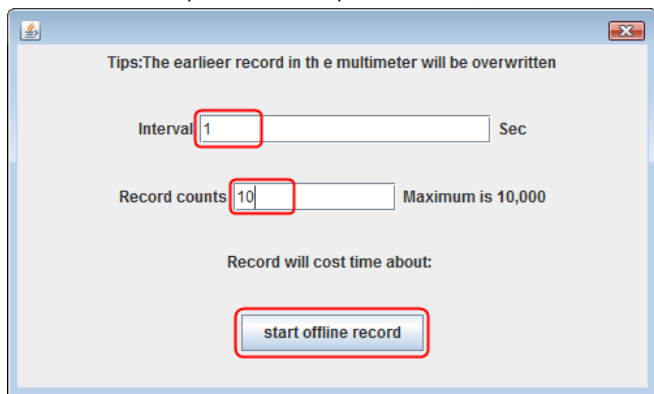 Tips:The earlieer record in th e multimeter will be overwritten
Interval 1 Sec
Record counts 10 Maximum is 10,000
Record will cost time about:
start offline record